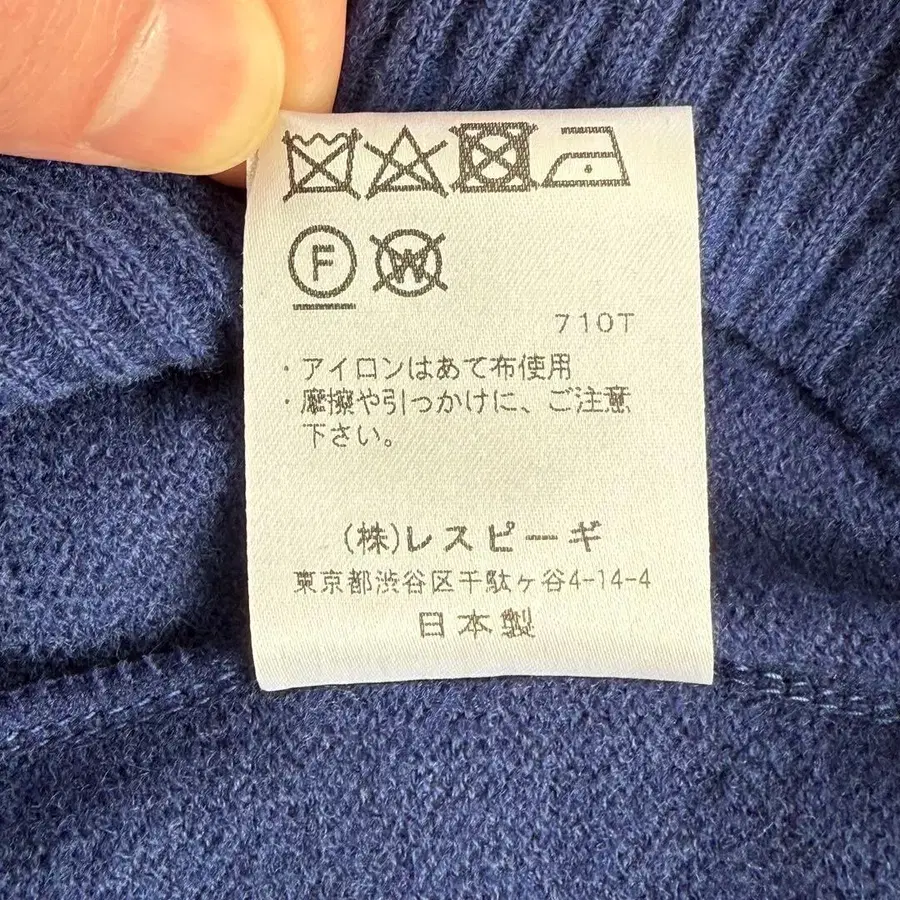 F
W
710T
・アイロンはあて布使用
・摩擦や引っかけに、ご注意
下さい。
(株)レスピーギ
東京都渋谷区千駄ヶ谷4-14-4
日本製